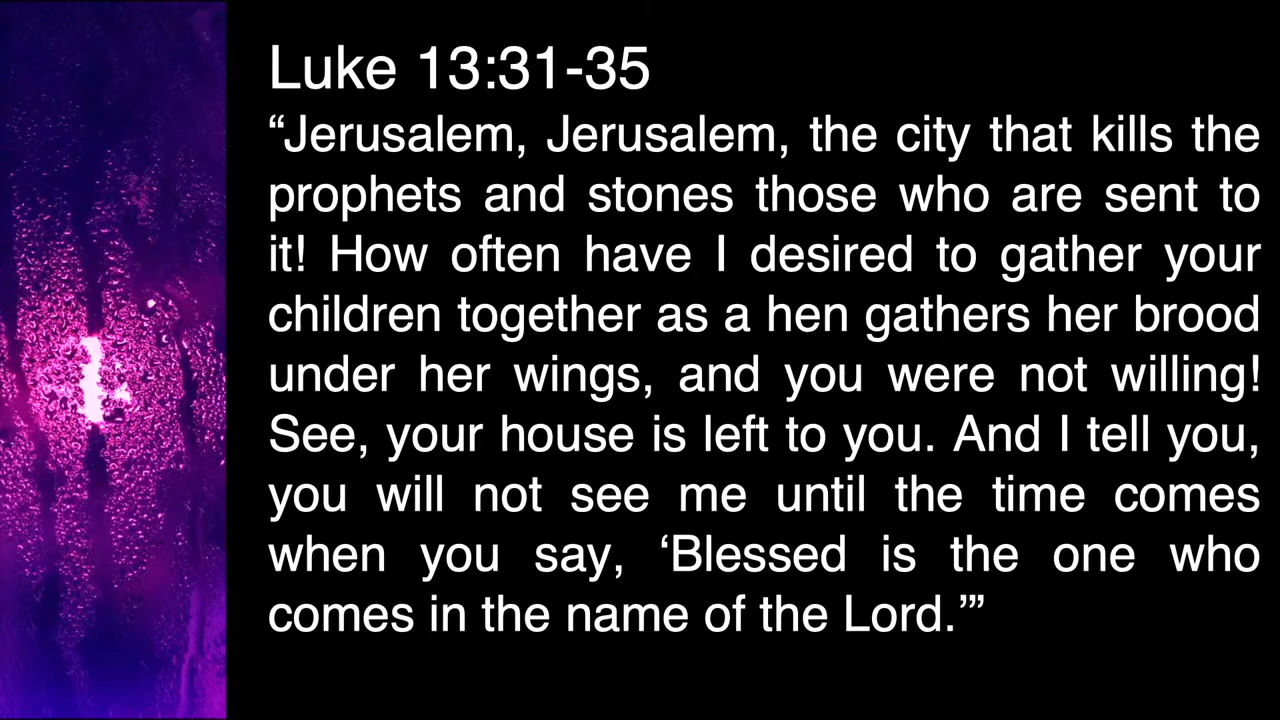 Luke 13:31-35
“Jerusalem, Jerusalem, the city that kills the
prophets and stones those who are sent to
it! How often have I desired to gather your
children together as a hen gathers her brood
under her wings, and you were not willing!
See, your house is left to you. And I tell you,
you will not see me until the time comes
when you say, ‘Blessed is the one who
comes in the name of the Lord.’”